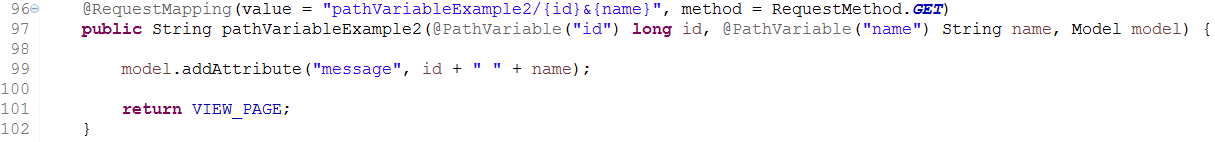 96 @RequestMapping(value = "pathVariableExample2/{id}&{name}", method = RequestMethod.GET)
97 public String pathVariableExample2(@PathVariable("id") long id, @PathVariable("name") String name, Model model) {
98
99 model.addAttribute("message", id + " " + name);
100
101 return VIEW_PAGE;
102 }